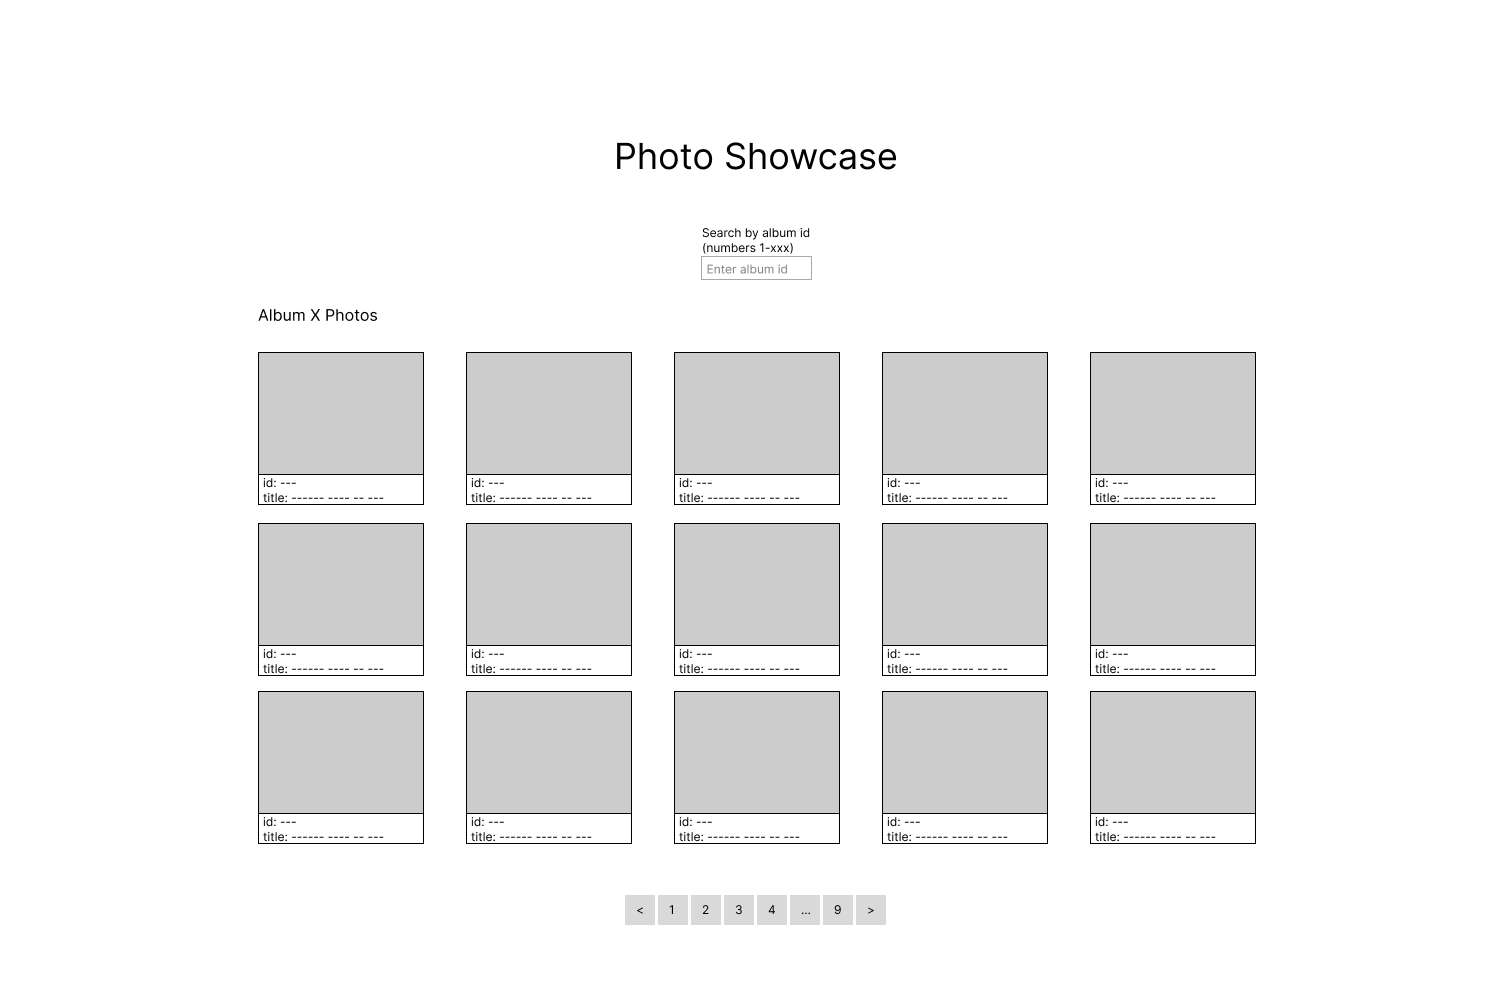 Photo Showcase
Search by album id
(numbers 1-xxx)
Enter album id
Album X Photos
id: ---
title: ------ ---- -- ---
id: ---
title: ------ ---- -- ---
id: ---
title: ------ ---- -- ---
id: ---
title: ------ ---- -- ---
id: ---
title: ------ ---- -- ---
id: ---
title: ------ ---- -- ---
id: ---
title: ------ ---- -- ---
id: ---
title: ------ ---- -- ---
id: ---
title: ------ ---- -- ---
id: ---
title: ------ ---- -- ---
id: ---
title: ------ ---- -- ---
id: ---
title: ------ ---- -- ---
id: ---
title: ------ ---- -- ---
id: ---
title: ------ ---- -- ---
id: ---
title: ------ ---- -- ---
< 1 2 3 4 ... 9 >